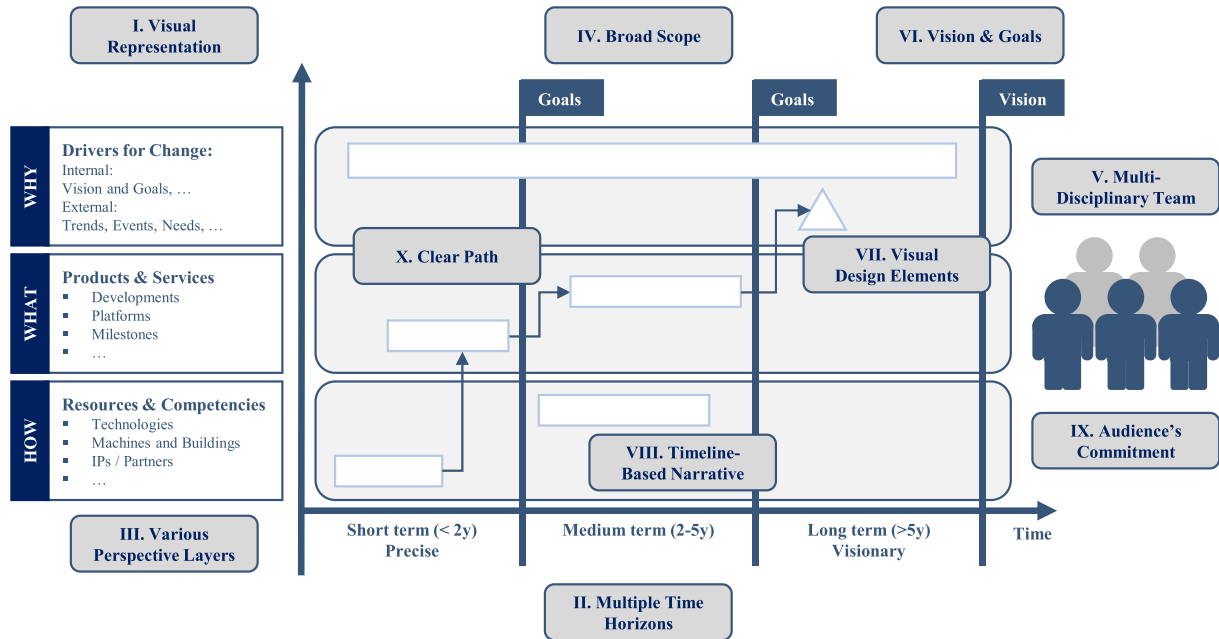 I. Visual
Representation
IV. Broad Scope
VI. Vision & Goals
Goals
Goals
Vision
WHY
Drivers for Change:
Internal:
Vision and Goals, …
External:
Trends, Events, Needs, …
V. Multi-
Disciplinary Team
X. Clear Path
VII. Visual
Design Elements
WHAT
Products & Services
▪ Developments
▪ Platforms
▪ Milestones
▪ …
HOW
Resources & Competencies
▪ Technologies
▪ Machines and Buildings
▪ IPs / Partners
▪ …
VIII. Timeline-
Based Narrative
IX. Audience’s
Commitment
III. Various
Perspective Layers
Short term (< 2y)
Precise
Medium term (2-5y)
Long term (>5y)
Visionary
Time
II. Multiple Time
Horizons